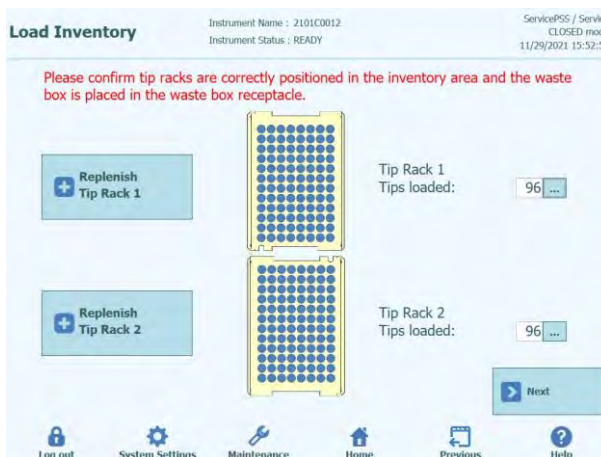 Load Inventory
Instrument Name : 2101C0012
Instrument Status : READY
ServicePSS / Servi
CLOSED mo
11/29/2021 15:52:5
Please confirm tip racks are correctly positioned in the inventory area and the waste
box is placed in the waste box receptacle.
Replenish
Tip Rack 1
Tip Rack 1
Tips loaded:
96 ...
Replenish
Tip Rack 2
Tip Rack 2
Tips loaded:
96 ...
Next
Log out
System Settings
Maintenance
Home
Previous
Help